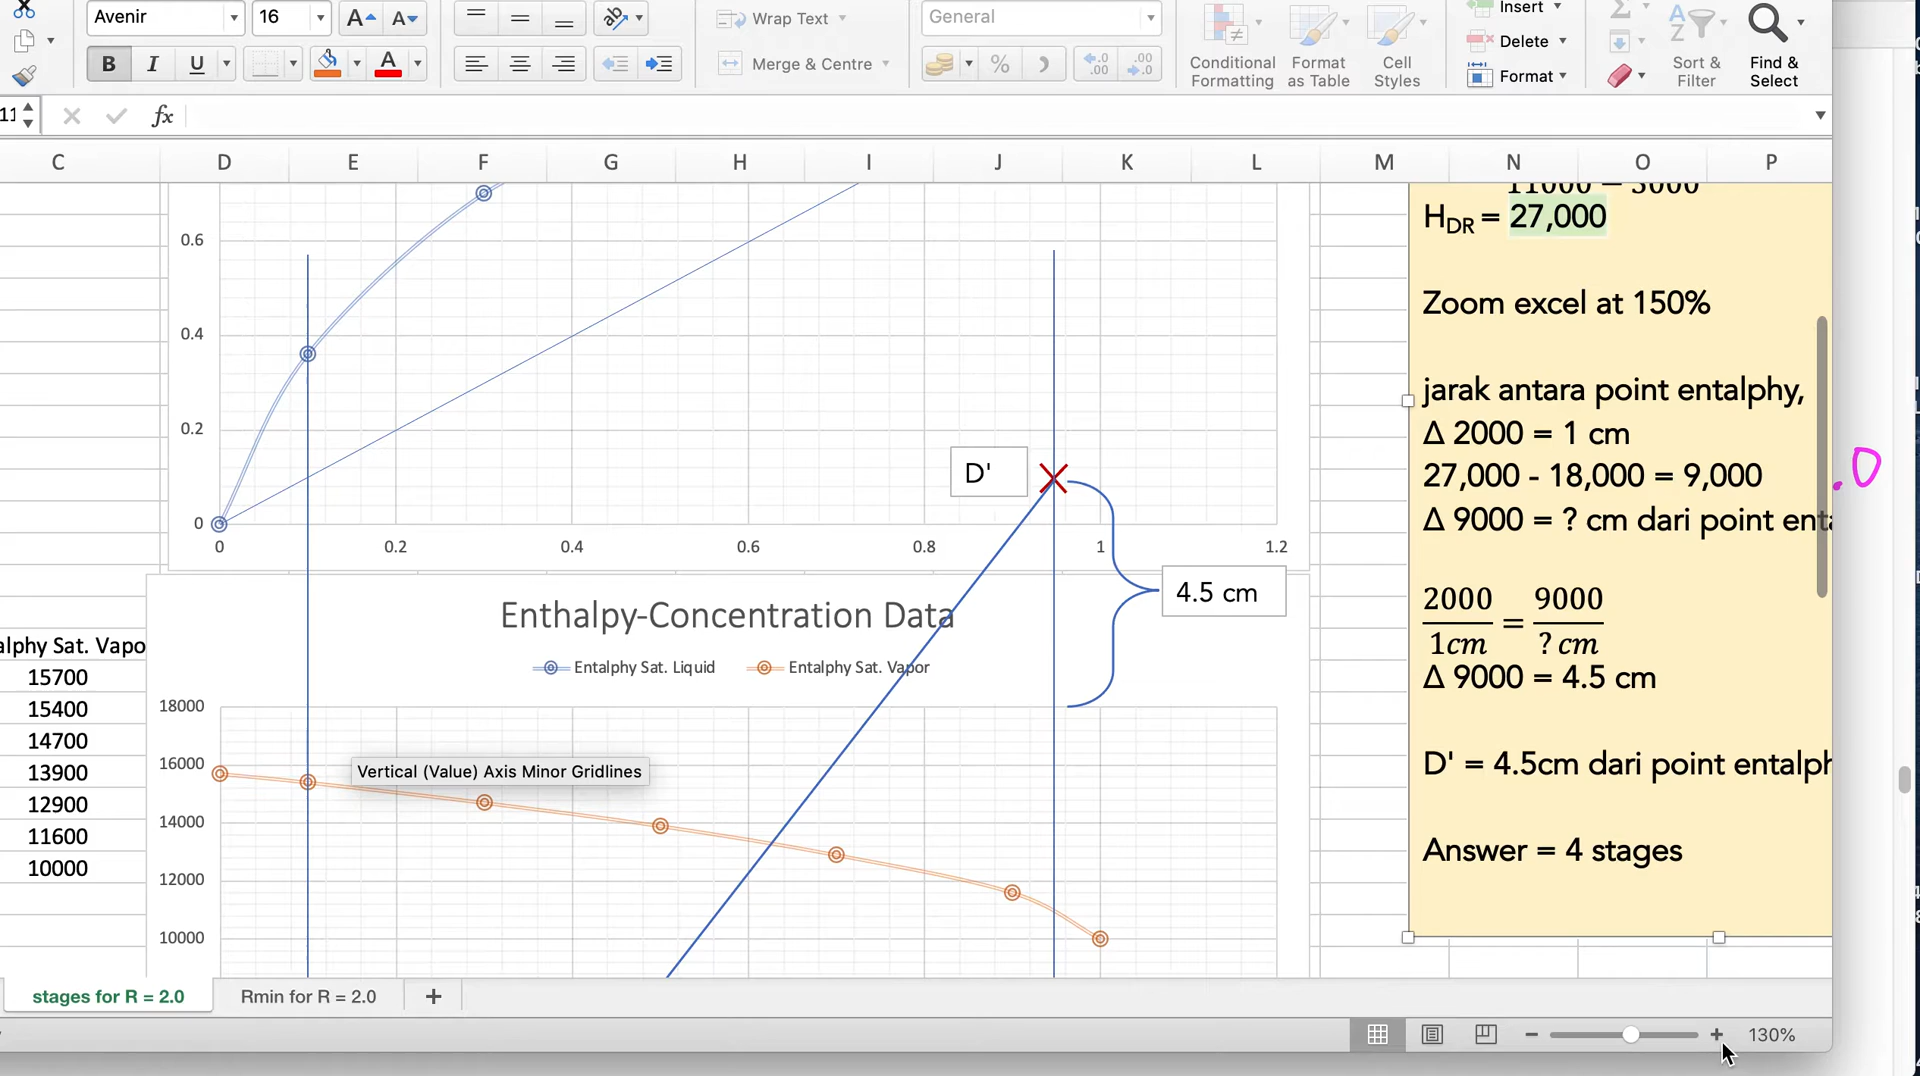 Avenir
16
A
A
ab
Wrap Text
General
Insert
B
I
U
A
Merge & Centre
%
Conditional
Formatting
Format
as Table
Cell
Styles
Delete
Format
Sort &
Filter
Find &
Select
11
fx
C D E F G H I J K L M N O P
0.6
0.4
0.2
0
0 0.2 0.4 0.6 0.8 1 1.2
D'
4.5 cm
Enthalpy-Concentration Data
Entalphy Sat. Liquid Entalphy Sat. Vapor
18000
16000
14000
12000
10000
Vertical (Value) Axis Minor Gridlines
alphy Sat. Vapo
15700
15400
14700
13900
12900
11600
10000
11000 − 3000
HDR = 27,000
Zoom excel at 150%
jarak antara point entalphy,
Δ 2000 = 1 cm
27,000 - 18,000 = 9,000
Δ 9000 = ? cm dari point enta
2000/1cm = 9000/? cm
Δ 9000 = 4.5 cm
D' = 4.5cm dari point entalph
Answer = 4 stages
.0
stages for R = 2.0
Rmin for R = 2.0
+
130%